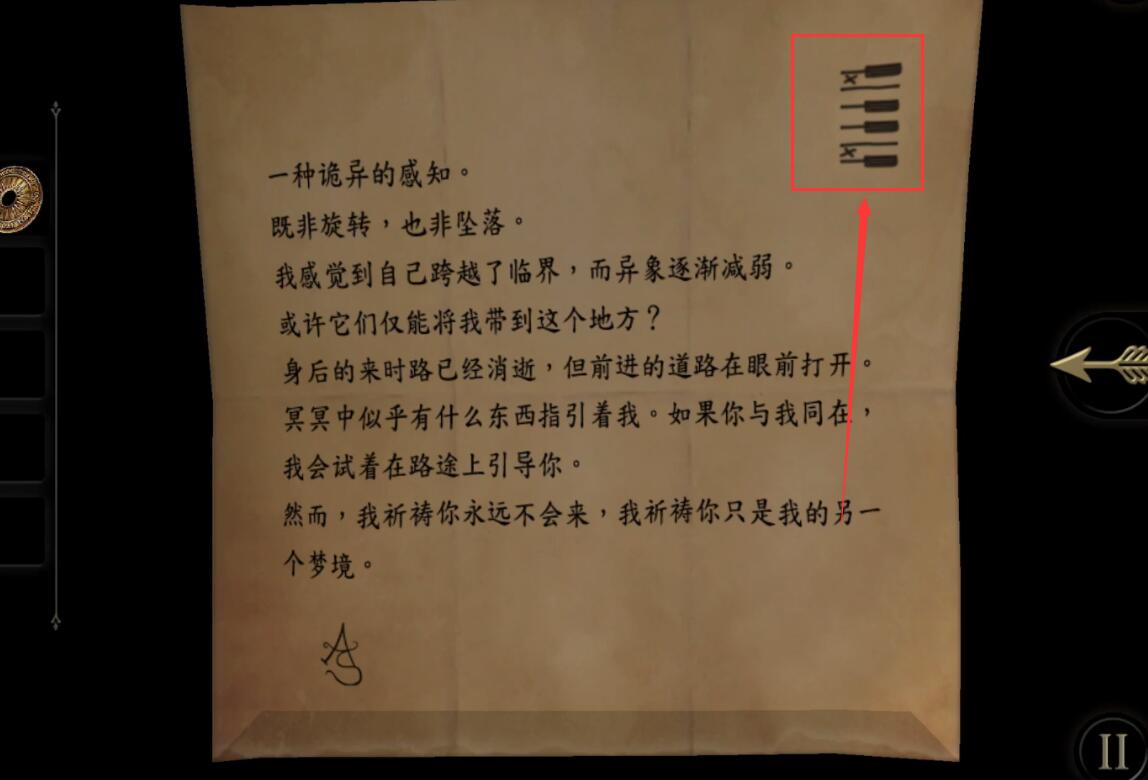 一种诡异的感知。
既非旋转，也非坠落。
我感觉到自己跨越了临界，而异象逐渐减弱。
或许它们仅能将我带到这个地方？
身后的来时路已经消逝，但前进的道路在眼前打开。
冥冥中似乎有什么东西指引着我。如果你与我同在，
我会试着在路途上引导你。
然而，我祈祷你永远不会来，我祈祷你只是我的另一
个梦境。
AS